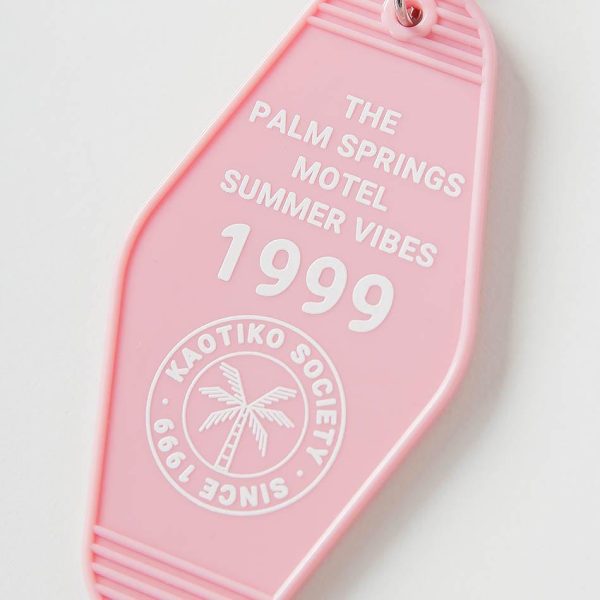 THE
PALM SPRINGS
MOTEL
SUMMER VIBES
1999
KAOTIKO SOCIETY ·
SINCE 1999 ·